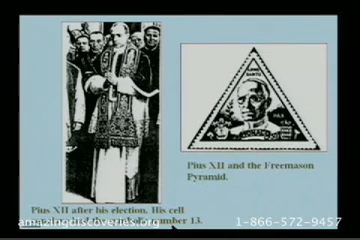 Pius XII and the Freemason
Pyramid.
Pius XII after his election. His cell
number 13.
amazingdiscoveries.org
1-866-572-9457